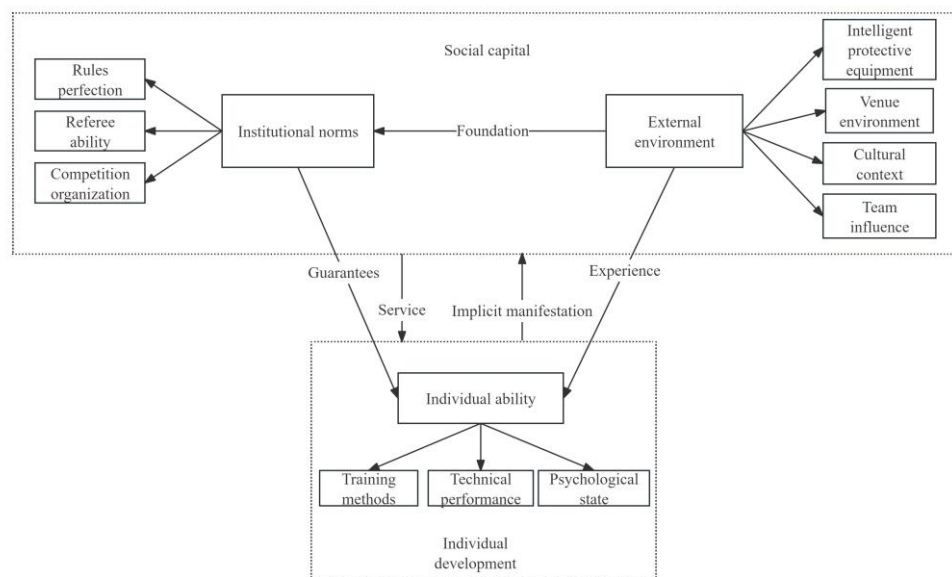 Social capital
Rules
perfection
Referee
ability
Competition
organization
Institutional norms
Foundation
External
environment
Intelligent
protective
equipment
Venue
environment
Cultural
context
Team
influence
Guarantees
Service
Implicit manifestation
Experience
Individual ability
Training
methods
Technical
performance
Psychological
state
Individual
development